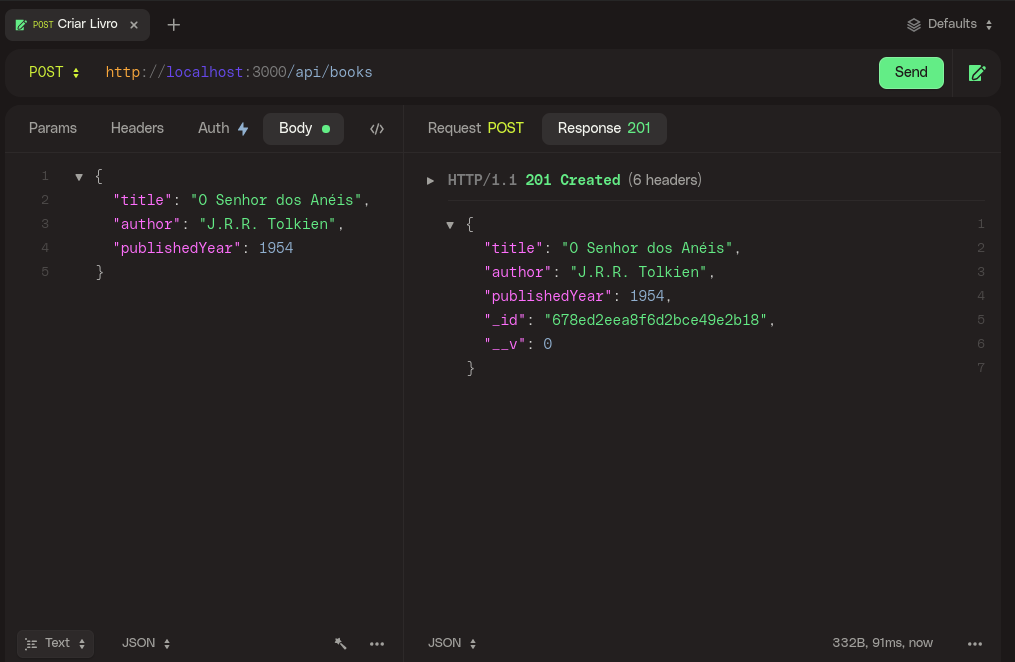 POST Criar Livro × +
Defaults
POST http://localhost:3000/api/books
Send
Params Headers Auth Body
Request POST Response 201
1 {
2 "title": "O Senhor dos Anéis",
3 "author": "J.R.R. Tolkien",
4 "publishedYear": 1954
5 }
HTTP/1.1 201 Created (6 headers)
{ 1
"title": "O Senhor dos Anéis", 2
"author": "J.R.R. Tolkien", 3
"publishedYear": 1954, 4
"_id": "678ed2eea8f6d2bce49e2b18", 5
"__v": 0 6
} 7
Text JSON
JSON 332B, 91ms, now